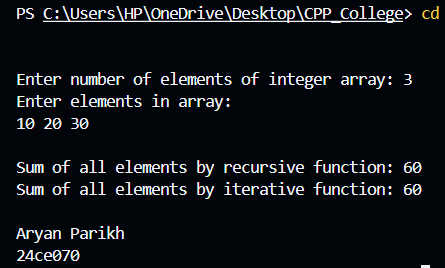 PS C:\Users\HP\OneDrive\Desktop\CPP_College> cd
Enter number of elements of integer array: 3
Enter elements in array:
10 20 30
Sum of all elements by recursive function: 60
Sum of all elements by iterative function: 60
Aryan Parikh
24ce070